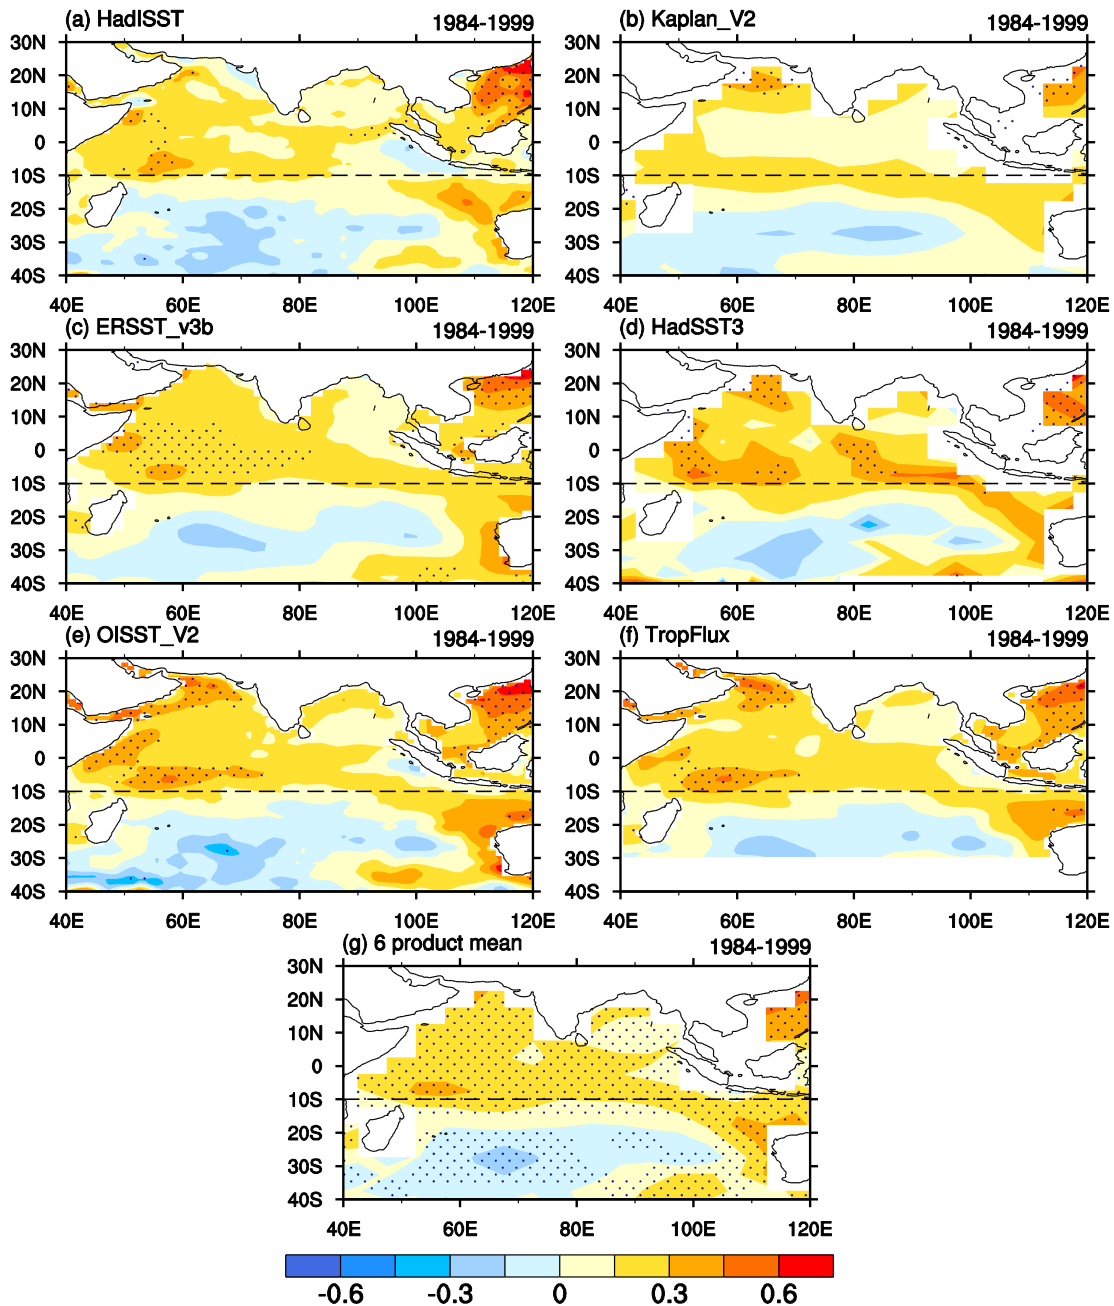 (a) HadISST 1984-1999 (b) Kaplan_V2 1984-1999
30N 30N
20N 20N
10N 10N
0 0
10S 10S
20S 20S
30S 30S
40S 40S
40E 60E 80E 100E 120E 40E 60E 80E 100E 120E
(c) ERSST_v3b 1984-1999 (d) HadSST3 1984-1999
30N 30N
20N 20N
10N 10N
0 0
10S 10S
20S 20S
30S 30S
40S 40S
40E 60E 80E 100E 120E 40E 60E 80E 100E 120E
(e) OISST_V2 1984-1999 (f) TropFlux 1984-1999
30N 30N
20N 20N
10N 10N
0 0
10S 10S
20S 20S
30S 30S
40S 40S
40E 60E 80E 100E 120E 40E 60E 80E 100E 120E
(g) 6 product mean 1984-1999
30N
20N
10N
0
10S
20S
30S
40S
40E 60E 80E 100E 120E
-0.6 -0.3 0 0.3 0.6